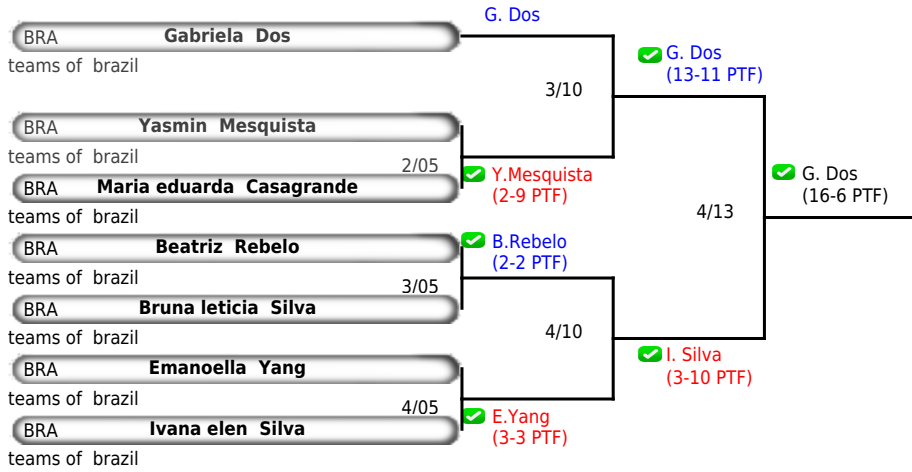 G. Dos
BRA Gabriela Dos
teams of brazil
G. Dos
(13-11 PTF)
3/10
BRA Yasmin Mesquista
teams of brazil
2/05
Y.Mesquista
(2-9 PTF)
BRA Maria eduarda Casagrande
teams of brazil
G. Dos
(16-6 PTF)
4/13
BRA Beatriz Rebelo
teams of brazil
B.Rebelo
(2-2 PTF)
3/05
BRA Bruna leticia Silva
teams of brazil
4/10
I. Silva
(3-10 PTF)
BRA Emanoella Yang
teams of brazil
4/05
E.Yang
(3-3 PTF)
BRA Ivana elen Silva
teams of brazil